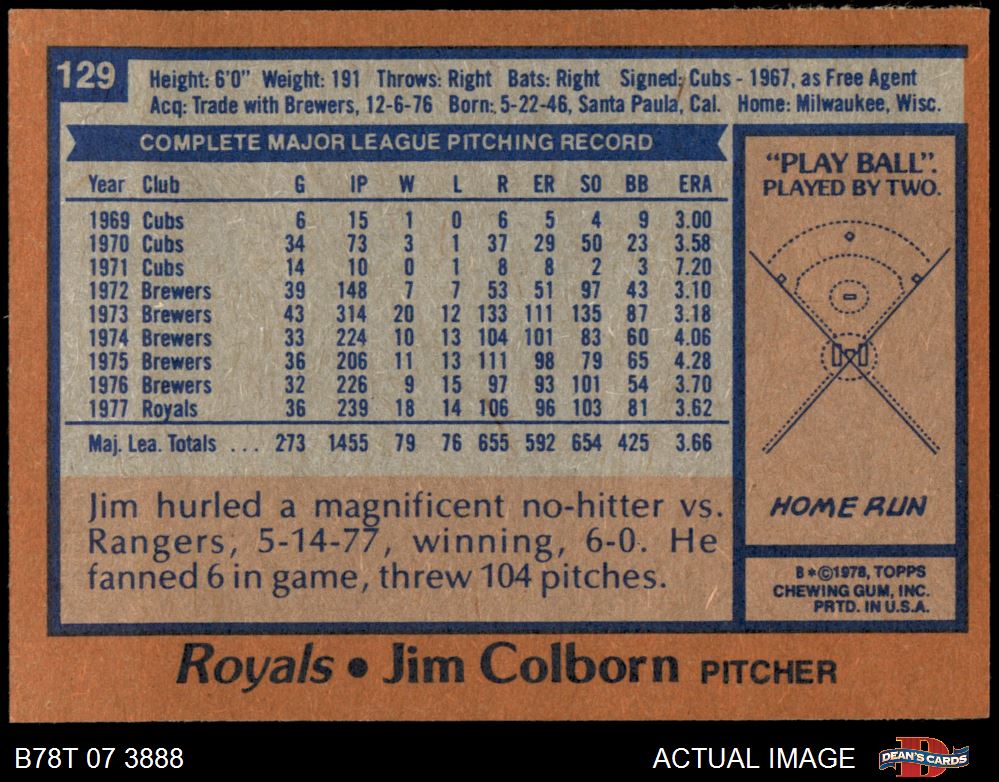 129
Height: 6'0" Weight: 191 Throws: Right Bats: Right Signed: Cubs - 1967, as Free Agent
Acq: Trade with Brewers, 12-6-76 Born: 5-22-46, Santa Paula, Cal. Home: Milwaukee, Wisc.
COMPLETE MAJOR LEAGUE PITCHING RECORD
Year Club G IP W L R ER SO BB ERA
1969 Cubs 6 15 1 0 6 5 4 9 3.00
1970 Cubs 34 73 3 1 37 29 50 23 3.58
1971 Cubs 14 10 0 1 8 8 2 3 7.20
1972 Brewers 39 148 7 7 53 51 97 43 3.10
1973 Brewers 43 314 20 12 133 111 135 87 3.18
1974 Brewers 33 224 10 13 104 101 83 60 4.06
1975 Brewers 36 206 11 13 111 98 79 65 4.28
1976 Brewers 32 226 9 15 97 93 101 54 3.70
1977 Royals 36 239 18 14 106 96 103 81 3.62
Maj. Lea. Totals ... 273 1455 79 76 655 592 654 425 3.66
Jim hurled a magnificent no-hitter vs.
Rangers, 5-14-77, winning, 6-0. He
fanned 6 in game, threw 104 pitches.
"PLAY BALL".
PLAYED BY TWO.
HOME RUN
B*©1978, TOPPS
CHEWING GUM, INC.
PRTD. IN U.S.A.
Royals • Jim Colborn PITCHER
B78T 07 3888
ACTUAL IMAGE
D
DEAN'S CARDS